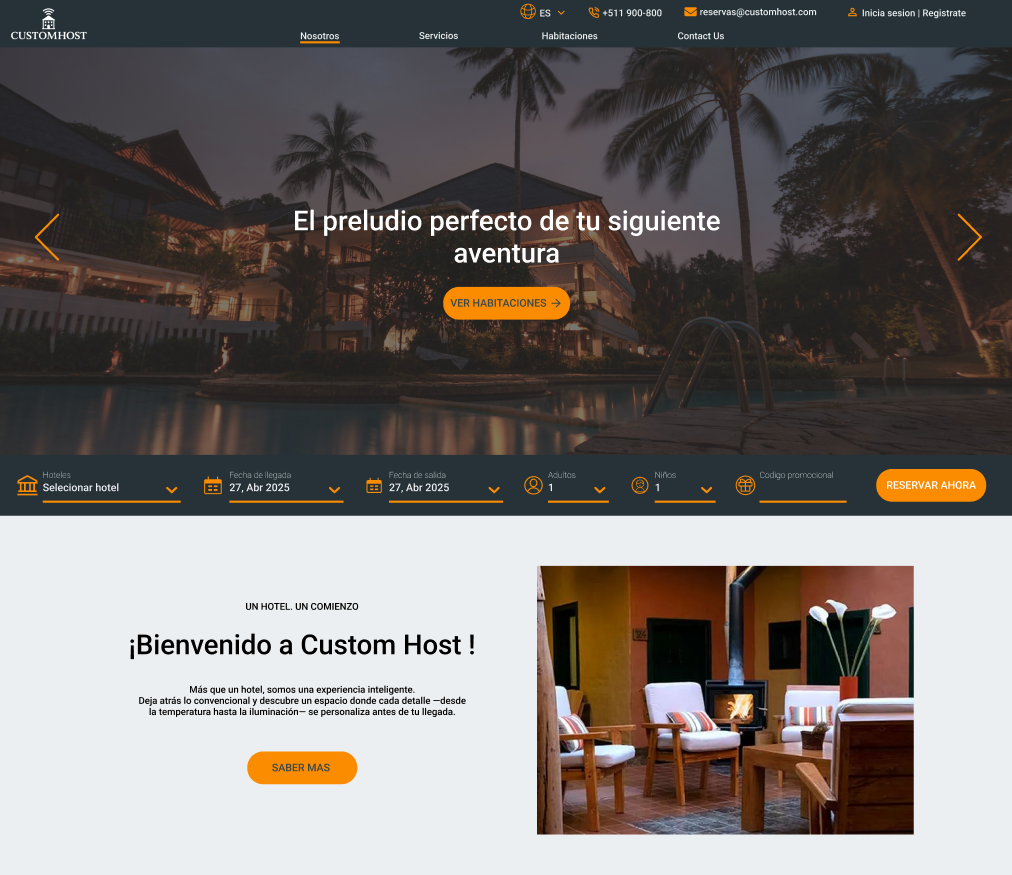 ES
+511 900-800
reservas@customhost.com
Inicia sesion | Registrate
CUSTOMHOST
Nosotros
Servicios
Habitaciones
Contact Us
El preludio perfecto de tu siguiente
aventura
VER HABITACIONES →
Hoteles
Selecionar hotel
Fecha de llegada
27, Abr 2025
Fecha de salida
27, Abr 2025
Adultos
1
Niños
1
Codigo promocional
RESERVAR AHORA
UN HOTEL. UN COMIENZO
¡Bienvenido a Custom Host !
Más que un hotel, somos una experiencia inteligente.
Deja atrás lo convencional y descubre un espacio donde cada detalle —desde
la temperatura hasta la iluminación— se personaliza antes de tu llegada.
SABER MAS